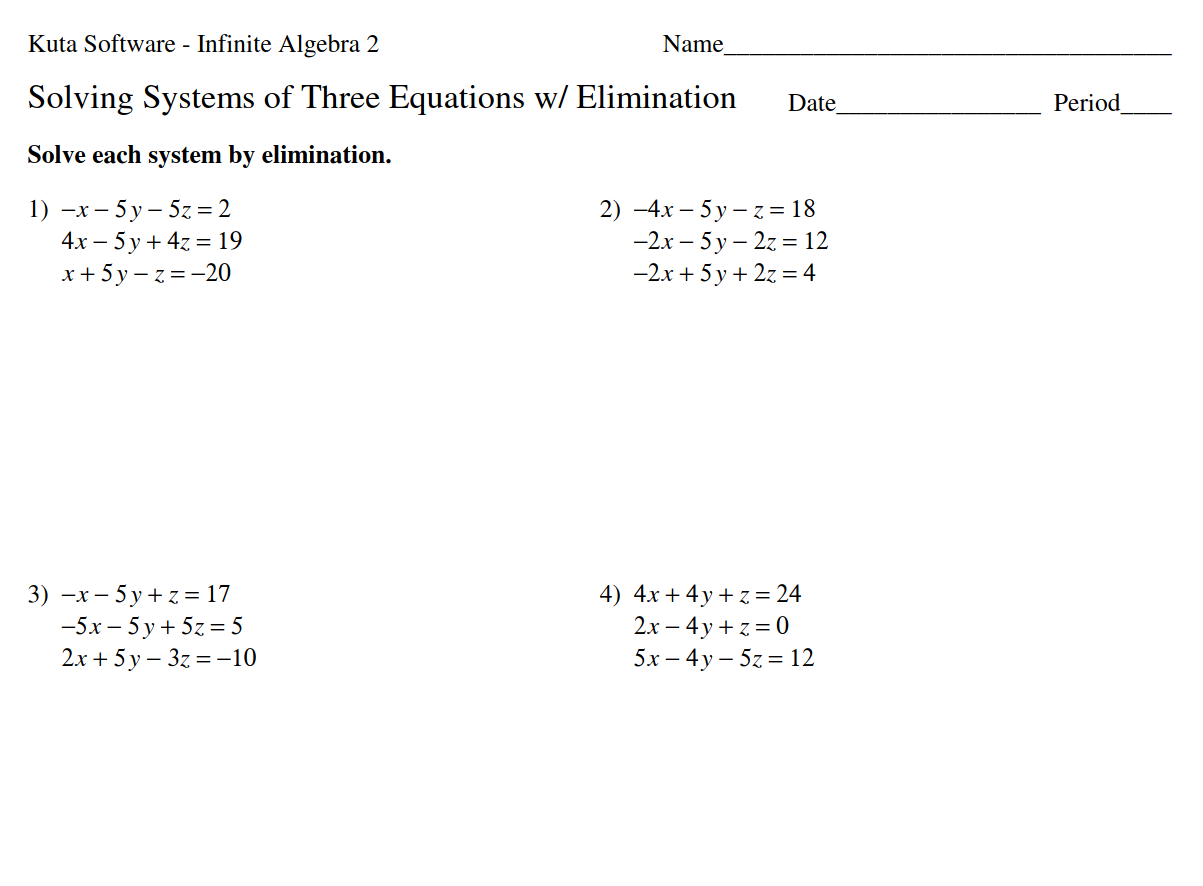 Kuta Software - Infinite Algebra 2 Name___________________________________
Solving Systems of Three Equations w/ Elimination Date________________ Period____
Solve each system by elimination.
1) −x − 5y − 5z = 2
4x − 5y + 4z = 19
x + 5y − z = −20
2) −4x − 5y − z = 18
−2x − 5y − 2z = 12
−2x + 5y + 2z = 4
3) −x − 5y + z = 17
−5x − 5y + 5z = 5
2x + 5y − 3z = −10
4) 4x + 4y + z = 24
2x − 4y + z = 0
5x − 4y − 5z = 12